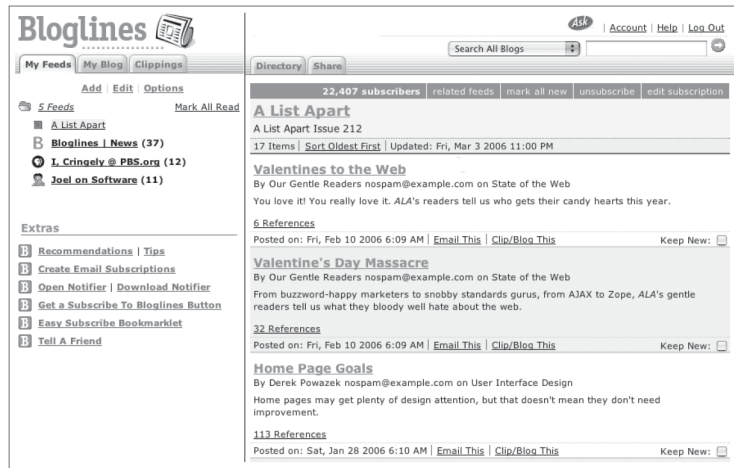 Bloglines
My Feeds My Blog Clippings
Add | Edit | Options
5 Feeds Mark All Read
A List Apart
Bloglines | News (37)
I, Cringely @ PBS.org (12)
Joel on Software (11)
Extras
Recommendations | Tips
Create Email Subscriptions
Open Notifier | Download Notifier
Get a Subscribe To Bloglines Button
Easy Subscribe Bookmarklet
Tell A Friend
Ask | Account | Help | Log Out
Search All Blogs
Directory Share
22,407 subscribers | related feeds | mark all new | unsubscribe | edit subscription
A List Apart
A List Apart Issue 212
17 Items | Sort Oldest First | Updated: Fri, Mar 3 2006 11:00 PM
Valentines to the Web
By Our Gentle Readers nospam@example.com on State of the Web
You love it! You really love it. ALA's readers tell us who gets their candy hearts this year.
6 References
Posted on: Fri, Feb 10 2006 6:09 AM | Email This | Clip/Blog This Keep New:
Valentine's Day Massacre
By Our Gentle Readers nospam@example.com on State of the Web
From buzzword-happy marketers to snobby standards gurus, from AJAX to Zope, ALA's gentle
readers tell us what they bloody well hate about the web.
32 References
Posted on: Fri, Feb 10 2006 6:09 AM | Email This | Clip/Blog This Keep New:
Home Page Goals
By Derek Powazek nospam@example.com on User Interface Design
Home pages may get plenty of design attention, but that doesn't mean they don't need
improvement.
113 References
Posted on: Sat, Jan 28 2006 6:10 AM | Email This | Clip/Blog This Keep New: